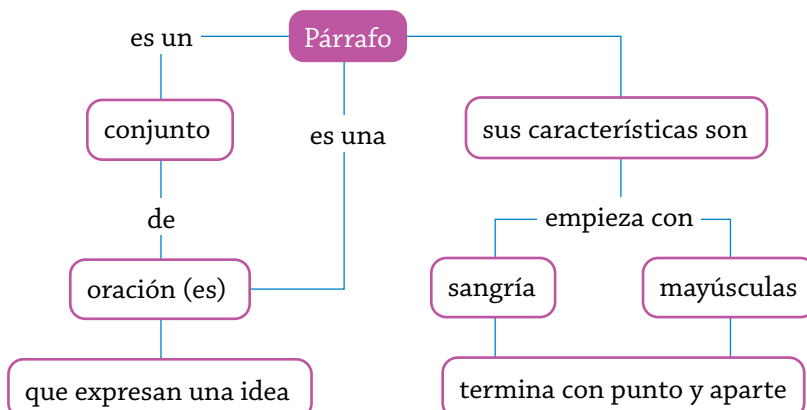 Párrafo
es un
conjunto
es una
sus características son
de
empieza con
oración (es)
sangría
mayúsculas
que expresan una idea
termina con punto y aparte